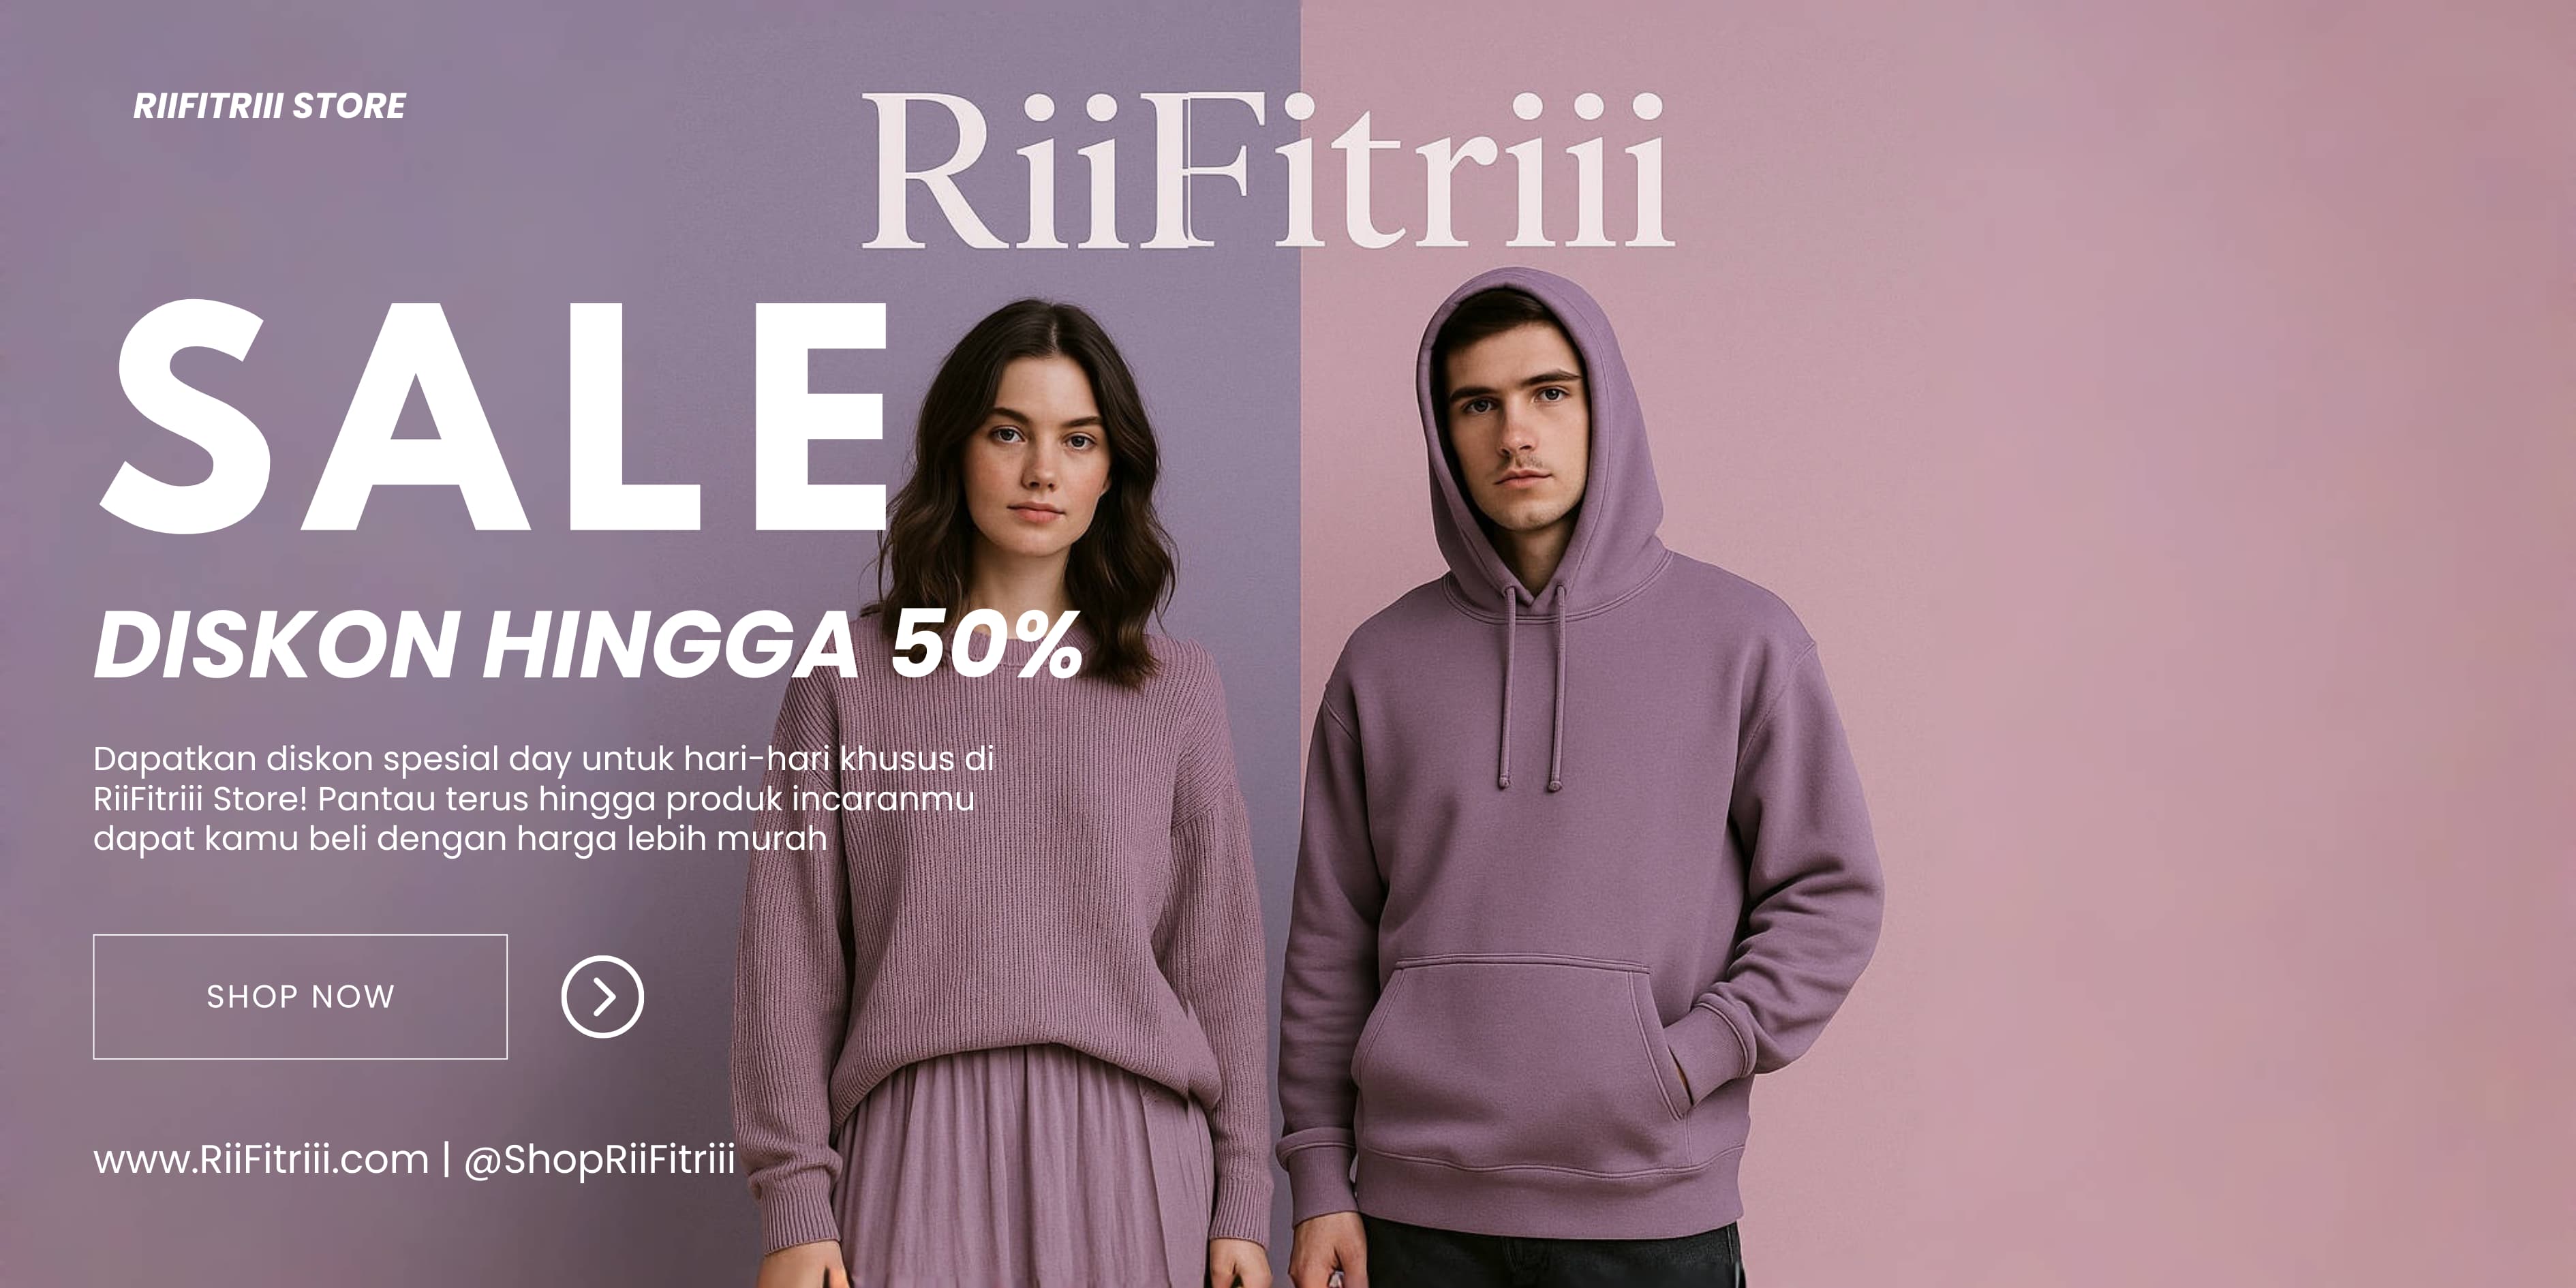 RIIFITRIII STORE
RiiFitriii
SALE
DISKON HINGGA 50%
Dapatkan diskon spesial day untuk hari-hari khusus di
RiiFitriii Store! Pantau terus hingga produk incaranmu
dapat kamu beli dengan harga lebih murah
SHOP NOW
www.RiiFitriii.com | @ShopRiiFitriii